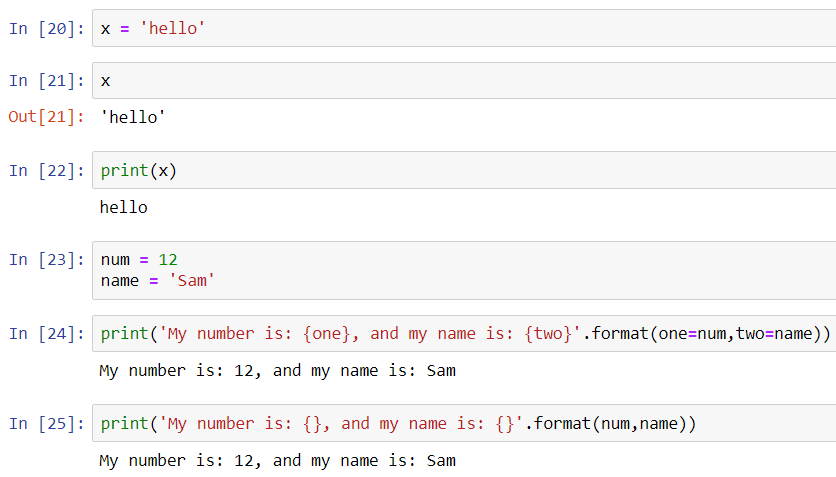 In [20]: x = 'hello'
In [21]: x
Out[21]: 'hello'
In [22]: print(x)
hello
In [23]: num = 12
name = 'Sam'
In [24]: print('My number is: {one}, and my name is: {two}'.format(one=num,two=name))
My number is: 12, and my name is: Sam
In [25]: print('My number is: {}, and my name is: {}'.format(num,name))
My number is: 12, and my name is: Sam